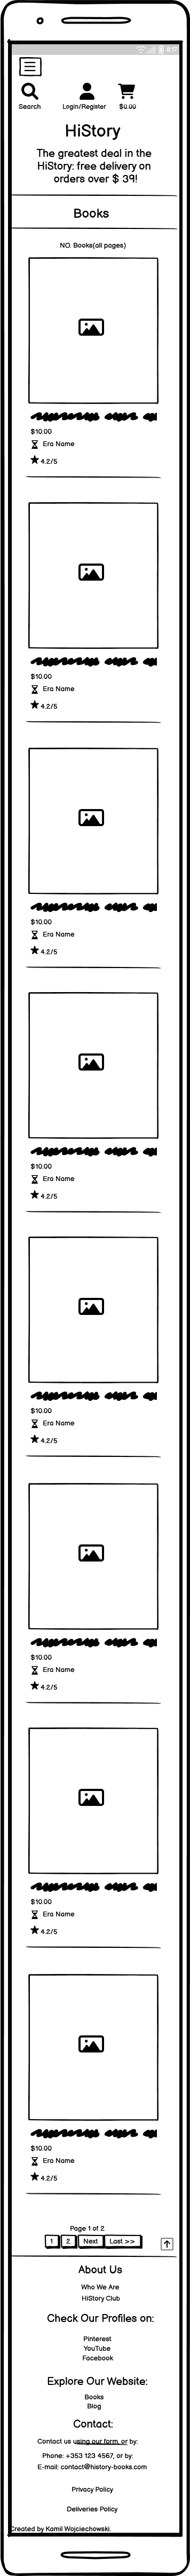 8:17
Search
Login/Register
$0.00
HiStory
The greatest deal in the
HiStory: free delivery on
orders over $ 39!
Books
NO. Books(all pages)
$10.00
Era Name
4.2/5
$10.00
Era Name
4.2/5
$10.00
Era Name
4.2/5
$10.00
Era Name
4.2/5
$10.00
Era Name
4.2/5
$10.00
Era Name
4.2/5
$10.00
Era Name
4.2/5
$10.00
Era Name
4.2/5
Page 1 of 2
1 2 Next Last >>
About Us
Who We Are
HiStory Club
Check Our Profiles on:
Pinterest
YouTube
Facebook
Explore Our Website:
Books
Blog
Contact:
Contact us using our form, or by:
Phone: +353 123 4567, or by:
E-mail: contact@history-books.com
Privacy Policy
Deliveries Policy
Created by Kamil Wojciechowski.